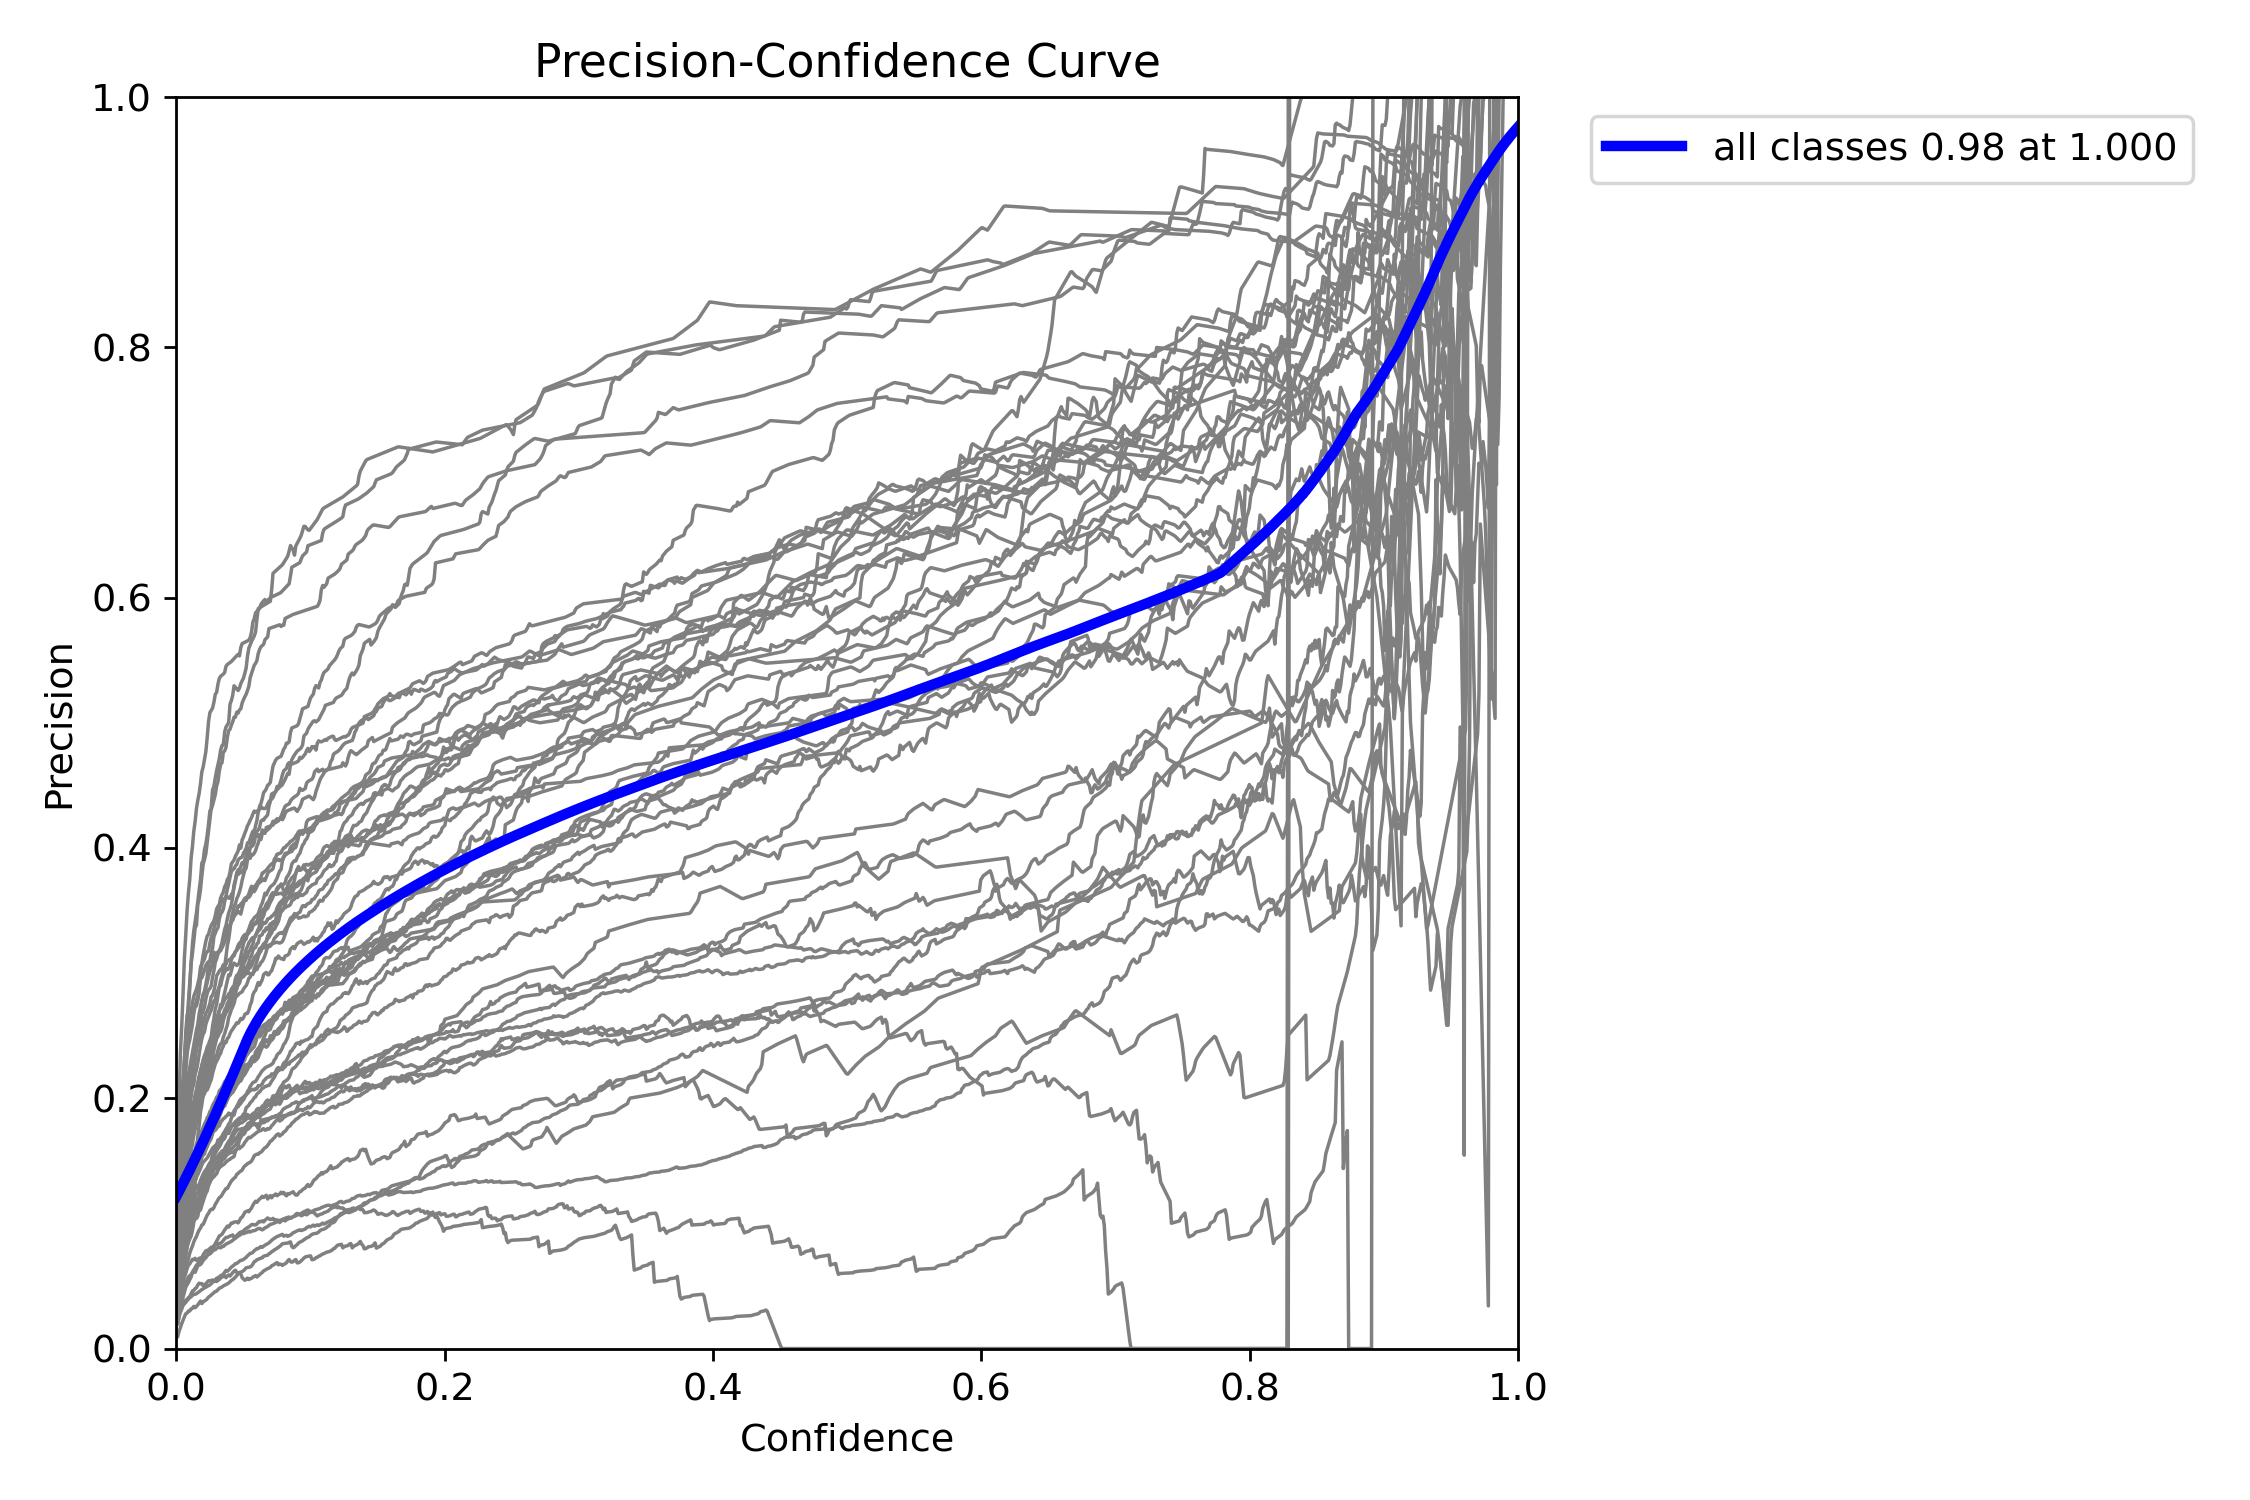 Precision-Confidence Curve
all classes 0.98 at 1.000
Precision
1.0
0.8
0.6
0.4
0.2
0.0
0.0 0.2 0.4 0.6 0.8 1.0
Confidence